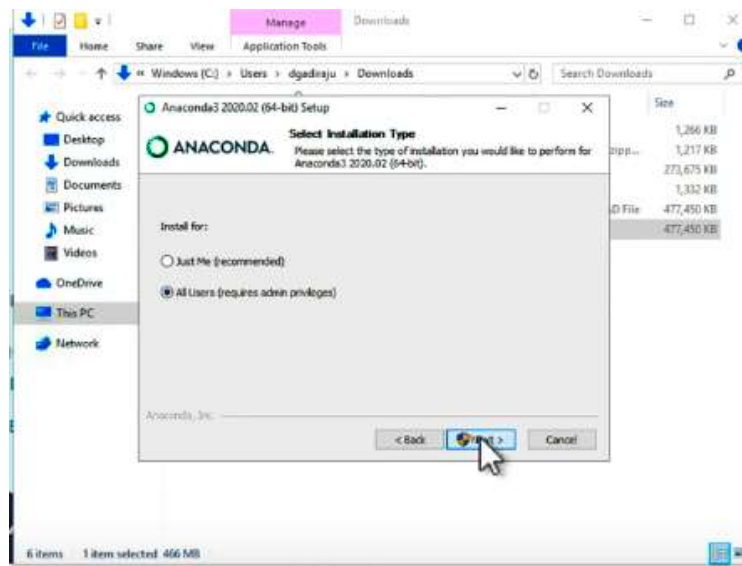 Manage
Downloads
File
Home
Share
View
Application Tools
« Windows (C:) › Users › dgadiraju › Downloads
Search Downloads
Size
Quick access
Desktop
Downloads
Documents
Pictures
Music
Videos
OneDrive
This PC
Network
Anaconda3 2020.02 (64-bit) Setup
ANACONDA.
Select Installation Type
Please select the type of installation you would like to perform for
Anaconda3 2020.02 (64-bit).
Install for:
Just Me (recommended)
All Users (requires admin privileges)
Anaconda, Inc.
< Back
Cancel
1,266 KB
zipp... 1,217 KB
273,675 KB
1,332 KB
D File 477,450 KB
477,450 KB
6 items 1 item selected 466 MB